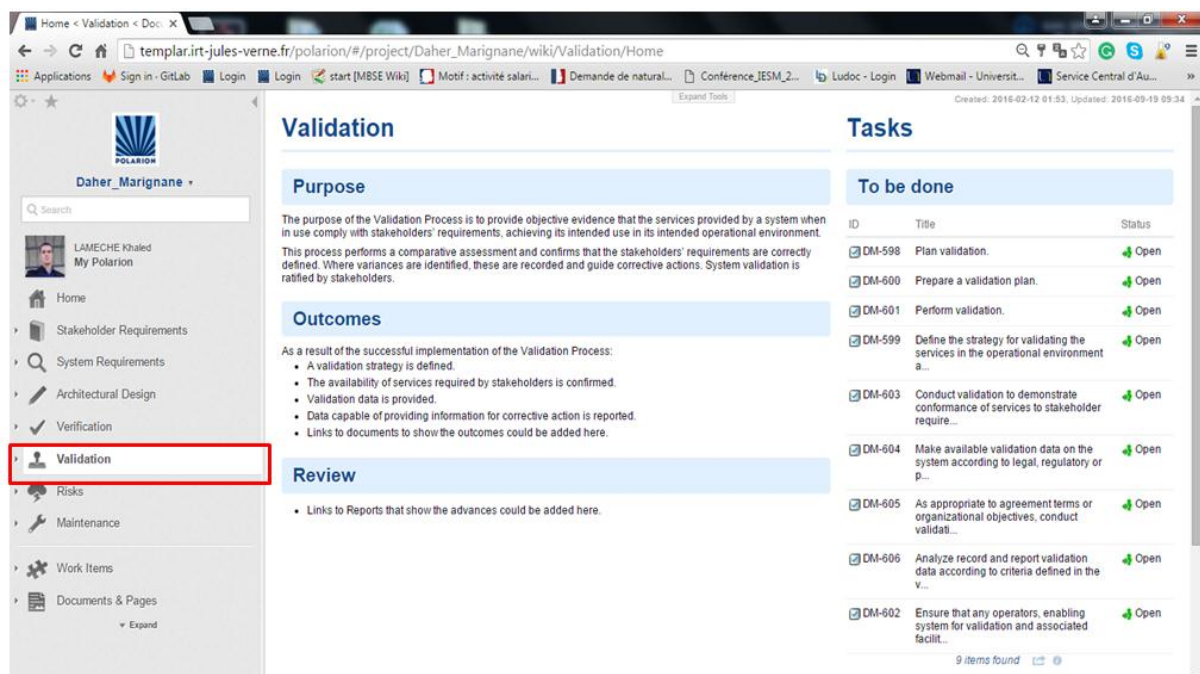 Home < Validation < Doc
templar.irt-jules-verne.fr/polarion/#/project/Daher_Marignane/wiki/Validation/Home
Applications Sign in · GitLab Login Login start [MBSE Wiki] Motif : activité salari... Demande de natural... Conférence_IESM_2... Ludoc - Login Webmail - Universit... Service Central d'Au... »
Expand Tools
Created: 2016-02-12 01:53, Updated: 2016-09-19 09:34
POLARION
Daher_Marignane
Search
LAMECHE Khaled
My Polarion
Home
Stakeholder Requirements
System Requirements
Architectural Design
Verification
Validation
Risks
Maintenance
Work Items
Documents & Pages
Expand
Validation
Purpose
The purpose of the Validation Process is to provide objective evidence that the services provided by a system when
in use comply with stakeholders' requirements, achieving its intended use in its intended operational environment.
This process performs a comparative assessment and confirms that the stakeholders' requirements are correctly
defined. Where variances are identified, these are recorded and guide corrective actions. System validation is
ratified by stakeholders.
Outcomes
As a result of the successful implementation of the Validation Process:
• A validation strategy is defined.
• The availability of services required by stakeholders is confirmed.
• Validation data is provided.
• Data capable of providing information for corrective action is reported.
• Links to documents to show the outcomes could be added here.
Review
• Links to Reports that show the advances could be added here.
Tasks
To be done
ID Title Status
DM-598 Plan validation. Open
DM-600 Prepare a validation plan. Open
DM-601 Perform validation. Open
DM-599 Define the strategy for validating the Open
services in the operational environment
a...
DM-603 Conduct validation to demonstrate Open
conformance of services to stakeholder
require...
DM-604 Make available validation data on the Open
system according to legal, regulatory or
p...
DM-605 As appropriate to agreement terms or Open
organizational objectives, conduct
validati...
DM-606 Analyze record and report validation Open
data according to criteria defined in the
v...
DM-602 Ensure that any operators, enabling Open
system for validation and associated
facilit...
9 items found